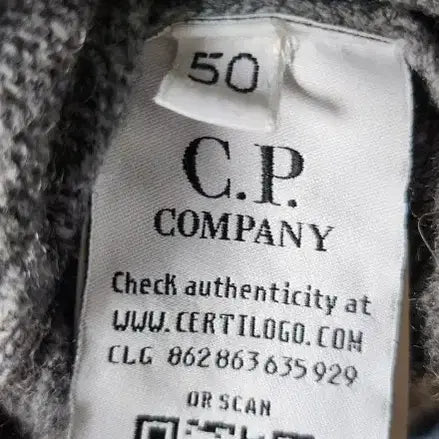 50
C.P.
COMPANY
Check authenticity at
WWW.CERTILOGO.COM
CLG 862863635929
OR SCAN